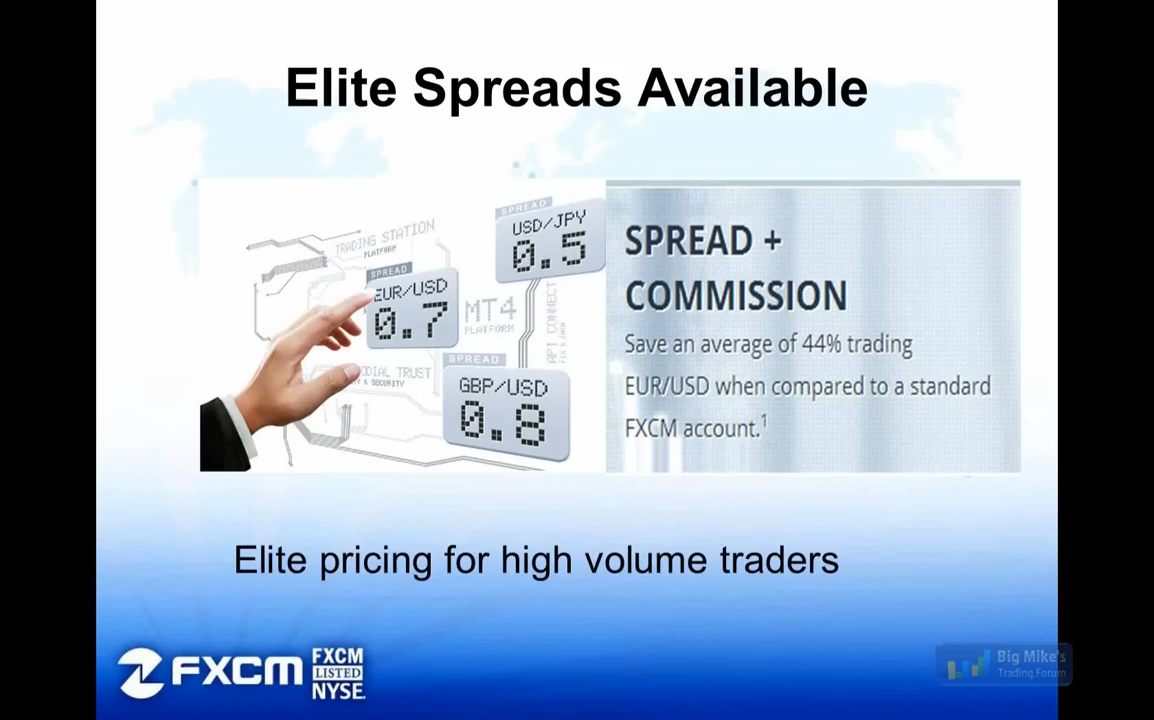 Elite Spreads Available
SPREAD
USD/JPY
0.5
TRADING STATION
PLATFORM
SPREAD
EUR/USD
0.7
MT4
PLATFORM
API CONNECT
SPREAD
GBP/USD
0.8
TRUST
& SECURITY
SPREAD +
COMMISSION
Save an average of 44% trading
EUR/USD when compared to a standard
FXCM account.1
Elite pricing for high volume traders
FXCM
FXCM
LISTED
NYSE.
Big Mike's
Trading Forum